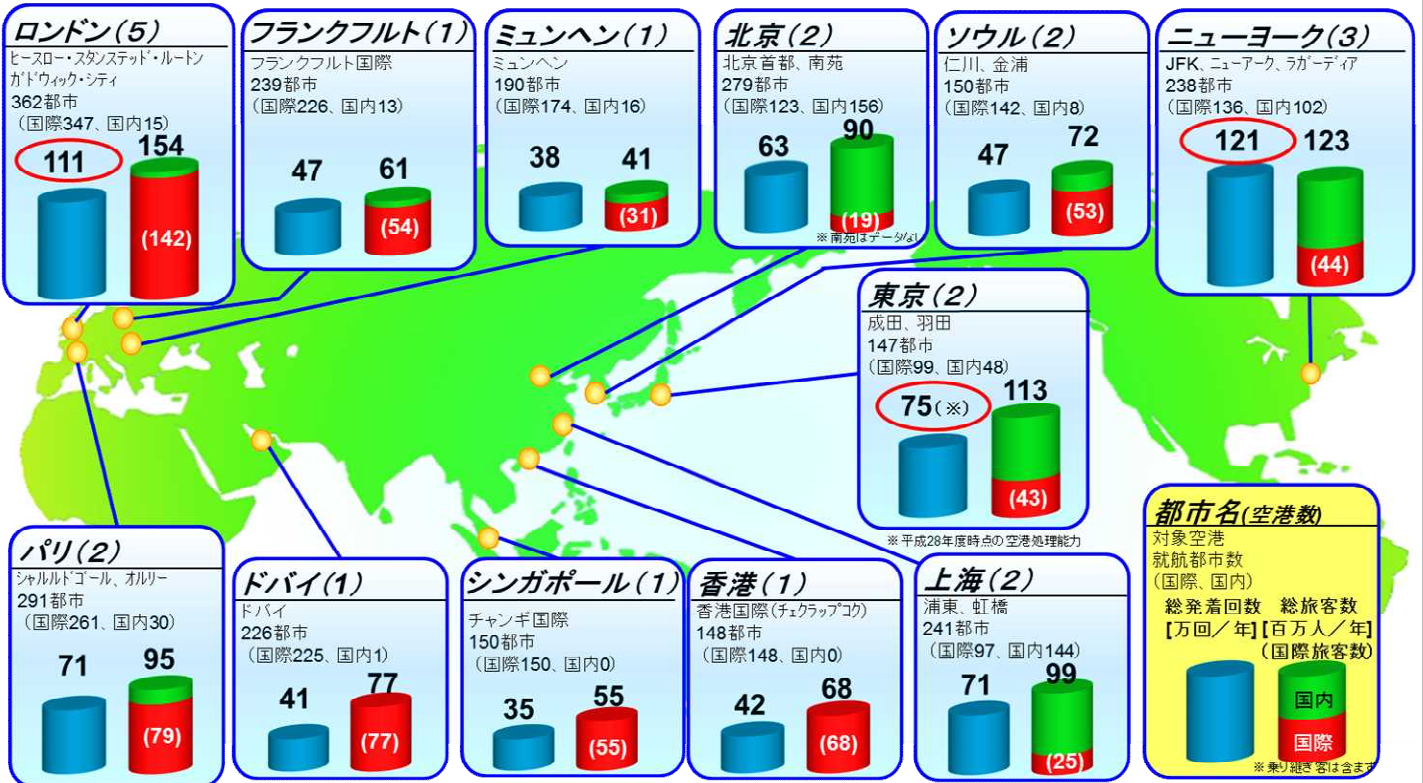 ロンドン(5)
ヒースロー・スタンステッド・ルートン
ガドウィック・シティ
362都市
(国際347、国内15)
111
154
(142)
フランクフルト(1)
フランクフルト国際
239都市
(国際226、国内13)
47
61
(54)
ミュンヘン(1)
ミュンヘン
190都市
(国際174、国内16)
38
41
(31)
北京(2)
北京首都、南苑
279都市
(国際123、国内156)
63
90
(19)
※南苑はデータなし
ソウル(2)
仁川、金浦
150都市
(国際142、国内8)
47
72
(53)
ニューヨーク(3)
JFK、ニューアーク、ラガーディア
238都市
(国際136、国内102)
121
123
(44)
東京(2)
成田、羽田
147都市
(国際99、国内48)
75(※)
113
(43)
※平成28年度時点の空港処理能力
パリ(2)
シャルルドゴール、オルリー
291都市
(国際261、国内30)
71
95
(79)
ドバイ(1)
ドバイ
226都市
(国際225、国内1)
41
77
(77)
シンガポール(1)
チャンギ国際
150都市
(国際150、国内0)
35
55
(55)
香港(1)
香港国際(チェクラップコク)
148都市
(国際148、国内0)
42
68
(68)
上海(2)
浦東、虹橋
241都市
(国際97、国内144)
71
99
(25)
都市名(空港数)
対象空港
就航都市数
(国際、国内)
総発着回数 総旅客数
[万回/年] [百万人/年]
(国際旅客数)
国内
国際
※乗り継ぎ客は含まず